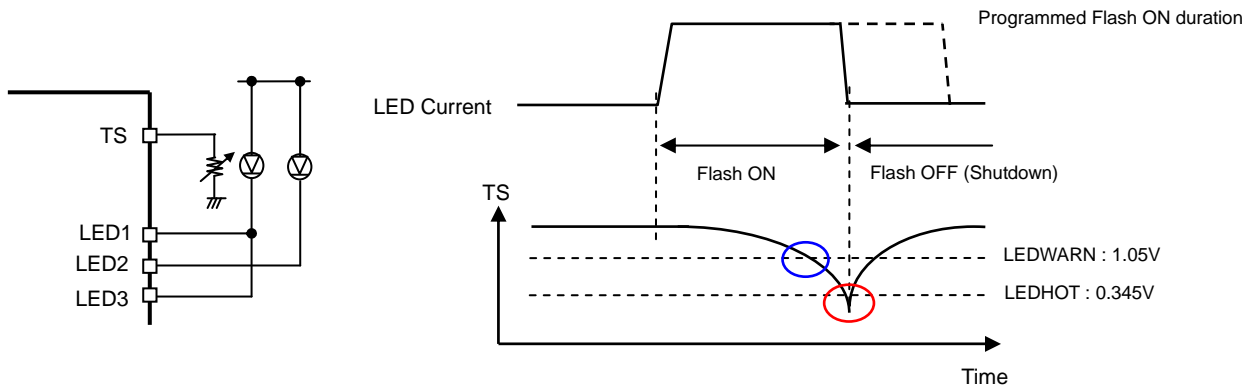 Programmed Flash ON duration
LED Current
TS
Flash ON
Flash OFF (Shutdown)
TS
LED1
LED2
LED3
LEDWARN : 1.05V
LEDHOT : 0.345V
Time